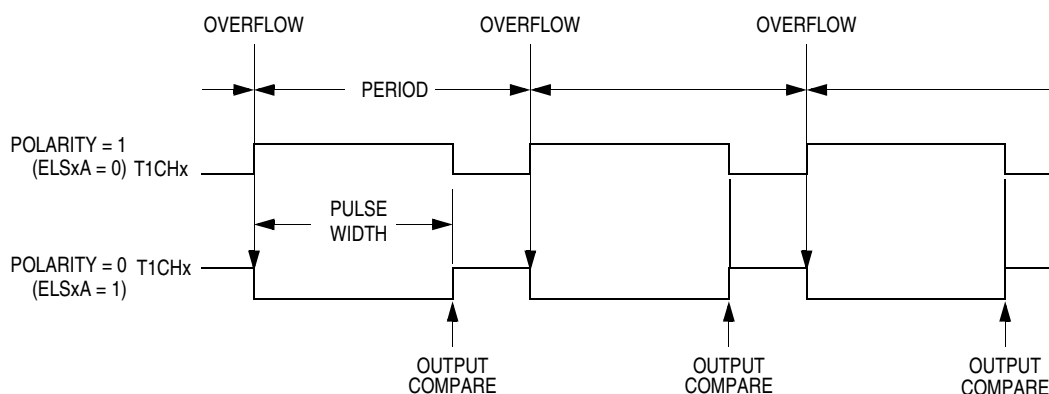 OVERFLOW OVERFLOW OVERFLOW
PERIOD
POLARITY = 1
(ELSxA = 0) T1CHx
PULSE
WIDTH
POLARITY = 0 T1CHx
(ELSxA = 1)
OUTPUT
COMPARE
OUTPUT
COMPARE
OUTPUT
COMPARE